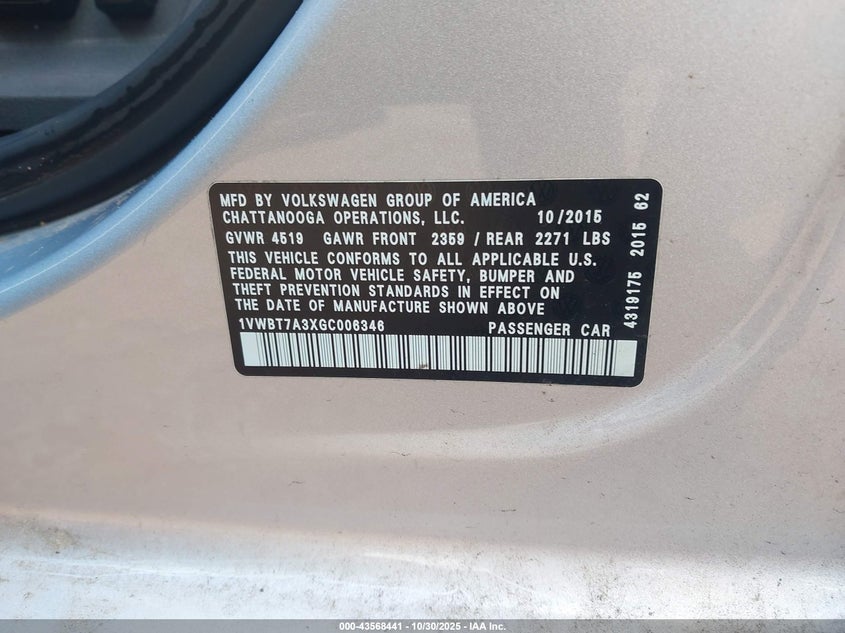 MFD BY VOLKSWAGEN GROUP OF AMERICA
CHATTANOOGA OPERATIONS, LLC. 10/2015
GVWR 4519 GAWR FRONT 2359 / REAR 2271 LBS
THIS VEHICLE CONFORMS TO ALL APPLICABLE U.S.
FEDERAL MOTOR VEHICLE SAFETY, BUMPER AND
THEFT PREVENTION STANDARDS IN EFFECT ON
THE DATE OF MANUFACTURE SHOWN ABOVE
1VWBT7A3XGC006346 PASSENGER CAR
4319175 2015 62
000-43568441 - 10/30/2025 - IAA Inc.